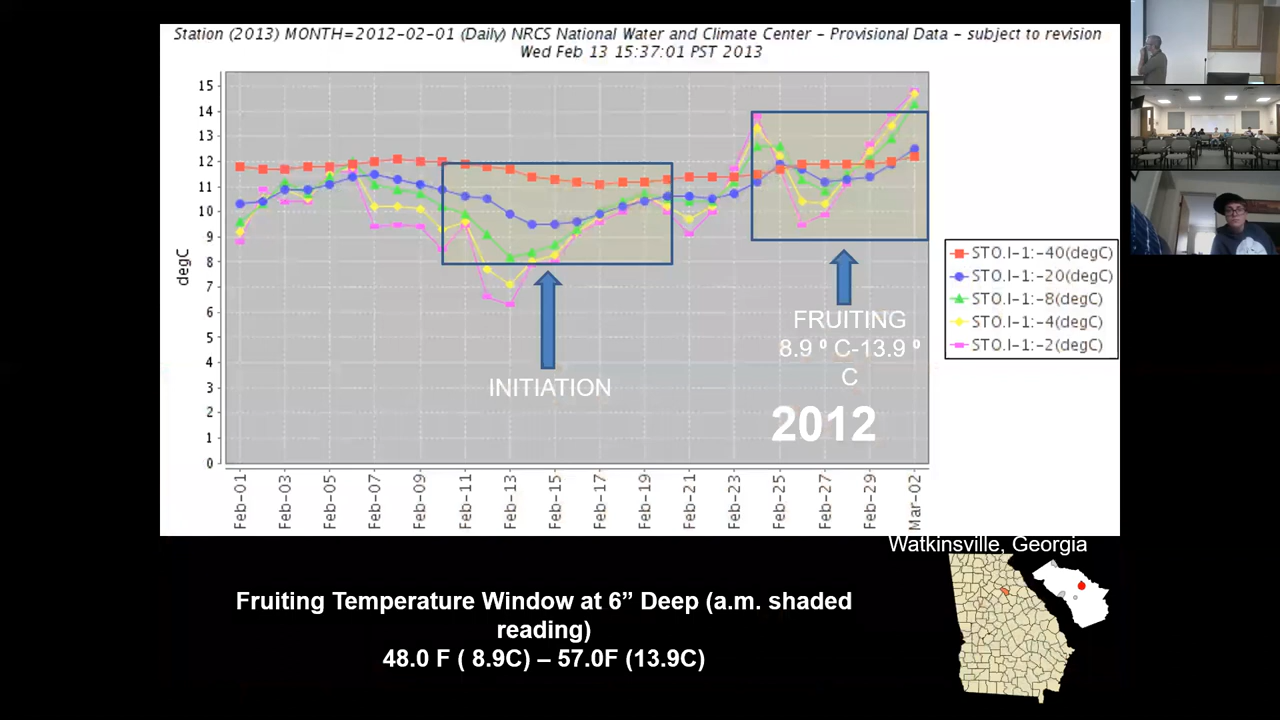 Station (2013) MONTH=2012-02-01 (Daily) NRCS National Water and Climate Center - Provisional Data - subject to revision
Wed Feb 13 15:37:01 PST 2013
degC
15
14
13
12
11
10
9
8
7
6
5
4
3
2
1
0
Feb-01
Feb-03
Feb-05
Feb-07
Feb-09
Feb-11
Feb-13
Feb-15
Feb-17
Feb-19
Feb-21
Feb-23
Feb-25
Feb-27
Feb-29
Mar-02
STO.I-1:-40(degC)
STO.I-1:-20(degC)
STO.I-1:-8(degC)
STO.I-1:-4(degC)
STO.I-1:-2(degC)
INITIATION
FRUITING
8.9 º C-13.9 º
C
2012
Watkinsville, Georgia
Fruiting Temperature Window at 6” Deep (a.m. shaded
reading)
48.0 F ( 8.9C) – 57.0F (13.9C)